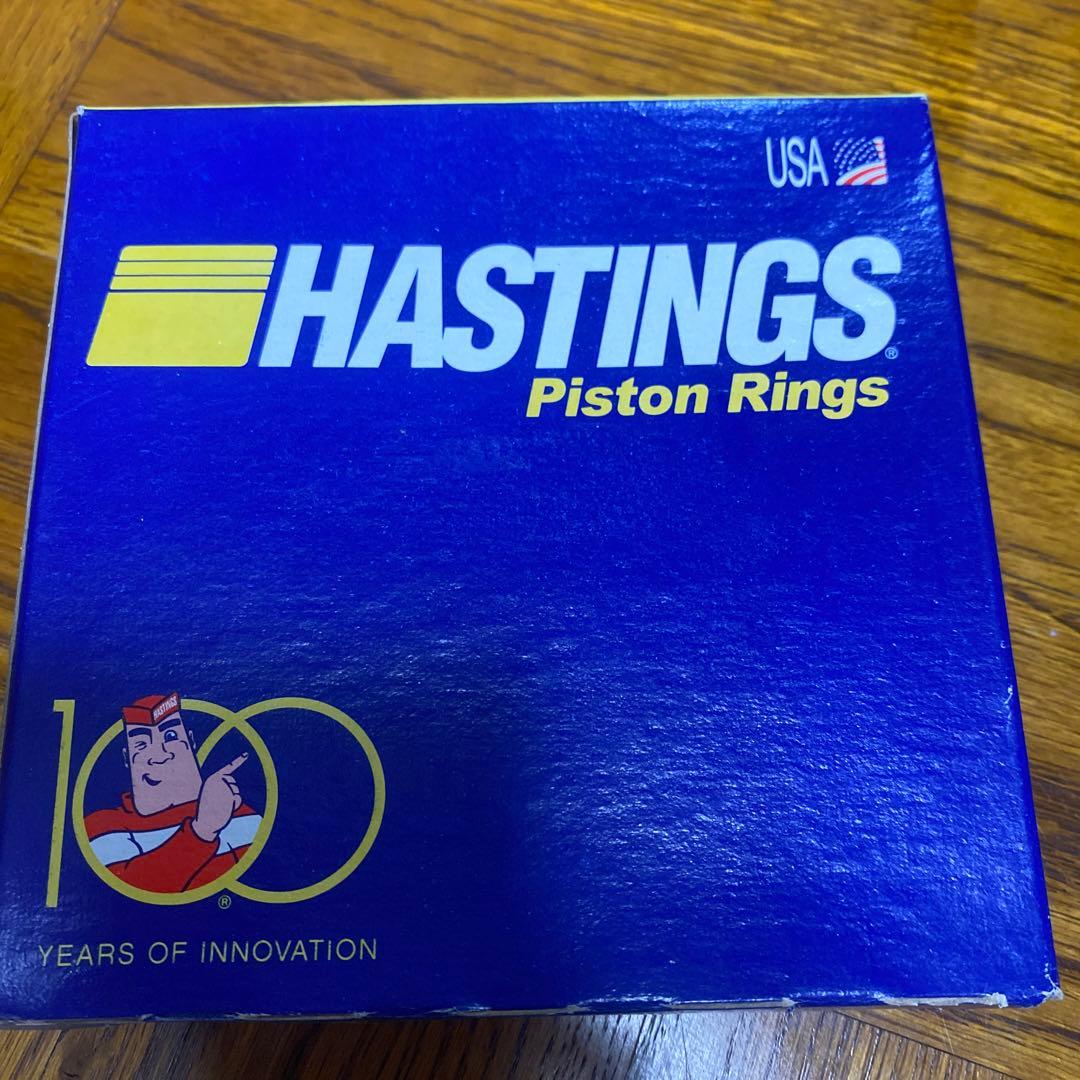 USA
HASTINGS®
Piston Rings
100
HASTINGS
®
YEARS OF INNOVATION